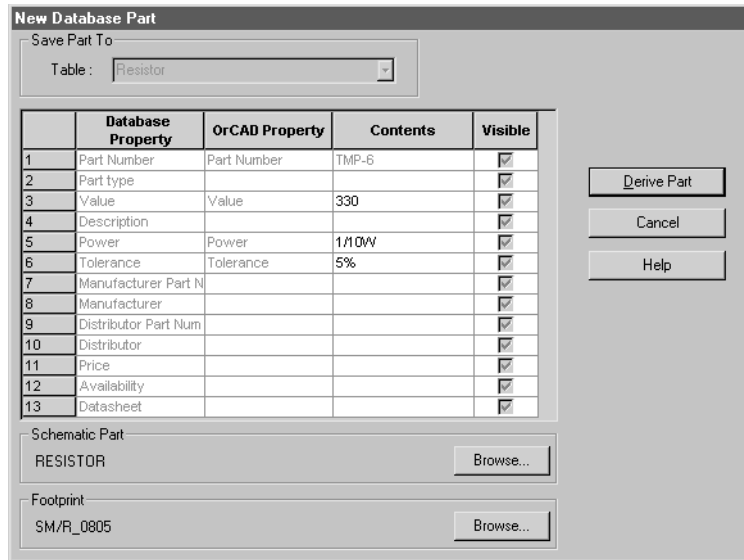 New Database Part
Save Part To
Table : Resistor
Database Property OrCAD Property Contents Visible
1 Part Number Part Number TMP-6
2 Part type
3 Value Value 330
4 Description
5 Power Power 1/10W
6 Tolerance Tolerance 5%
7 Manufacturer Part N
8 Manufacturer
9 Distributor Part Num
10 Distributor
11 Price
12 Availability
13 Datasheet
Derive Part
Cancel
Help
Schematic Part
RESISTOR Browse...
Footprint
SM/R_0805 Browse...